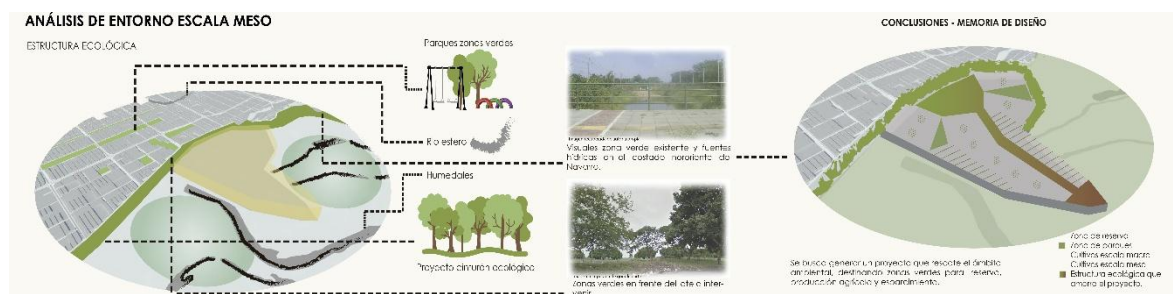 ANÁLISIS DE ENTORNO ESCALA MESO
ESTRUCTURA ECOLÓGICA
Parques zonas verdes
Rio estero
Humedales
Proyecto cinturón ecológico
Visuales zona verde existente y fuentes
hídricas en el costado nororiente de
Navarro.
Zonas verdes en frente del lote a inter-
venir
CONCLUSIONES - MEMORIA DE DISEÑO
Se busca generar un proyecto que respete el ámbito
ambiental, destinando zonas verdes para reserva,
producción agrícola y esparcimiento.
Zona de reserva
Zona de parques
Cultivos escala macro
Cultivos escala meso
Estructura ecológica que
amarra el proyecto.